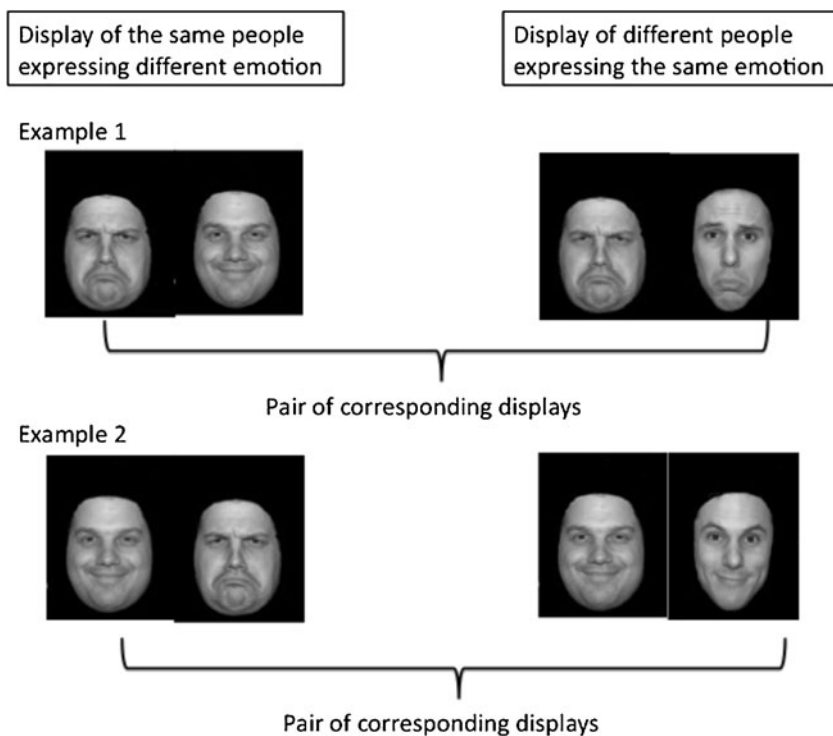 Display of the same people
expressing different emotion
Display of different people
expressing the same emotion
Example 1
Pair of corresponding displays
Example 2
Pair of corresponding displays